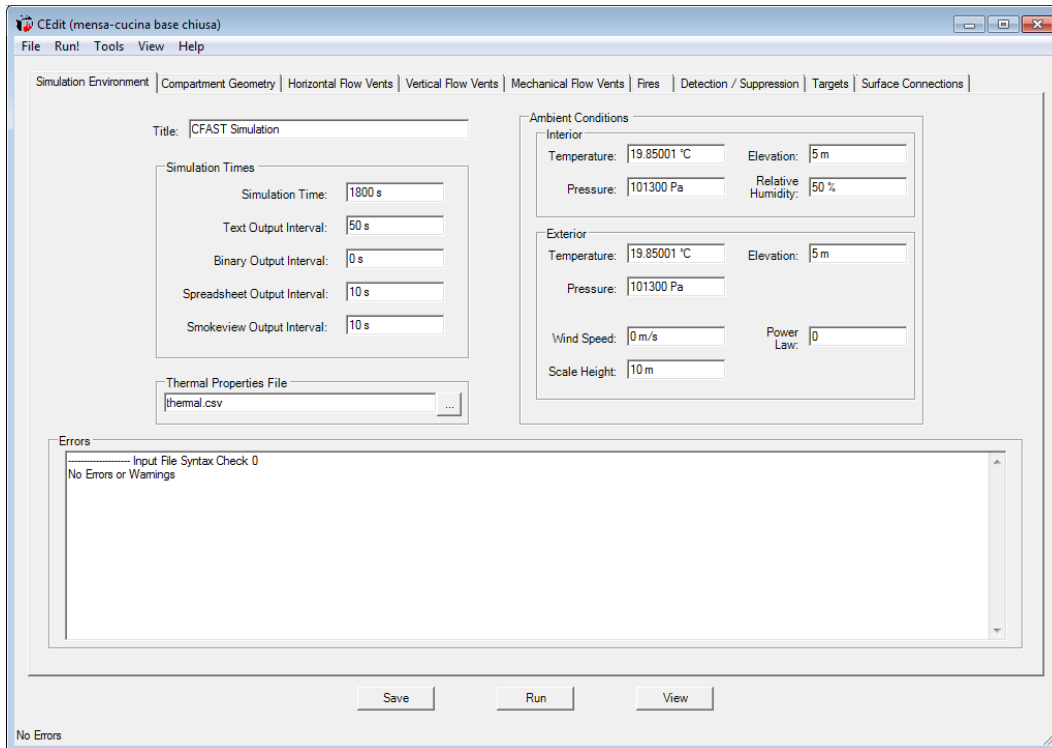 CEdit (mensa-cucina base chiusa)
File Run! Tools View Help
Simulation Environment Compartment Geometry Horizontal Flow Vents Vertical Flow Vents Mechanical Flow Vents Fires Detection / Suppression Targets Surface Connections
Title: CFAST Simulation
Simulation Times
Simulation Time: 1800 s
Text Output Interval: 50 s
Binary Output Interval: 0 s
Spreadsheet Output Interval: 10 s
Smokeview Output Interval: 10 s
Thermal Properties File
thermal.csv ...
Ambient Conditions
Interior
Temperature: 19.85001 °C Elevation: 5 m
Pressure: 101300 Pa Relative Humidity: 50 %
Exterior
Temperature: 19.85001 °C Elevation: 5 m
Pressure: 101300 Pa
Wind Speed: 0 m/s Power Law: 0
Scale Height: 10 m
Errors
------------------- Input File Syntax Check 0
No Errors or Warnings
Save Run View
No Errors